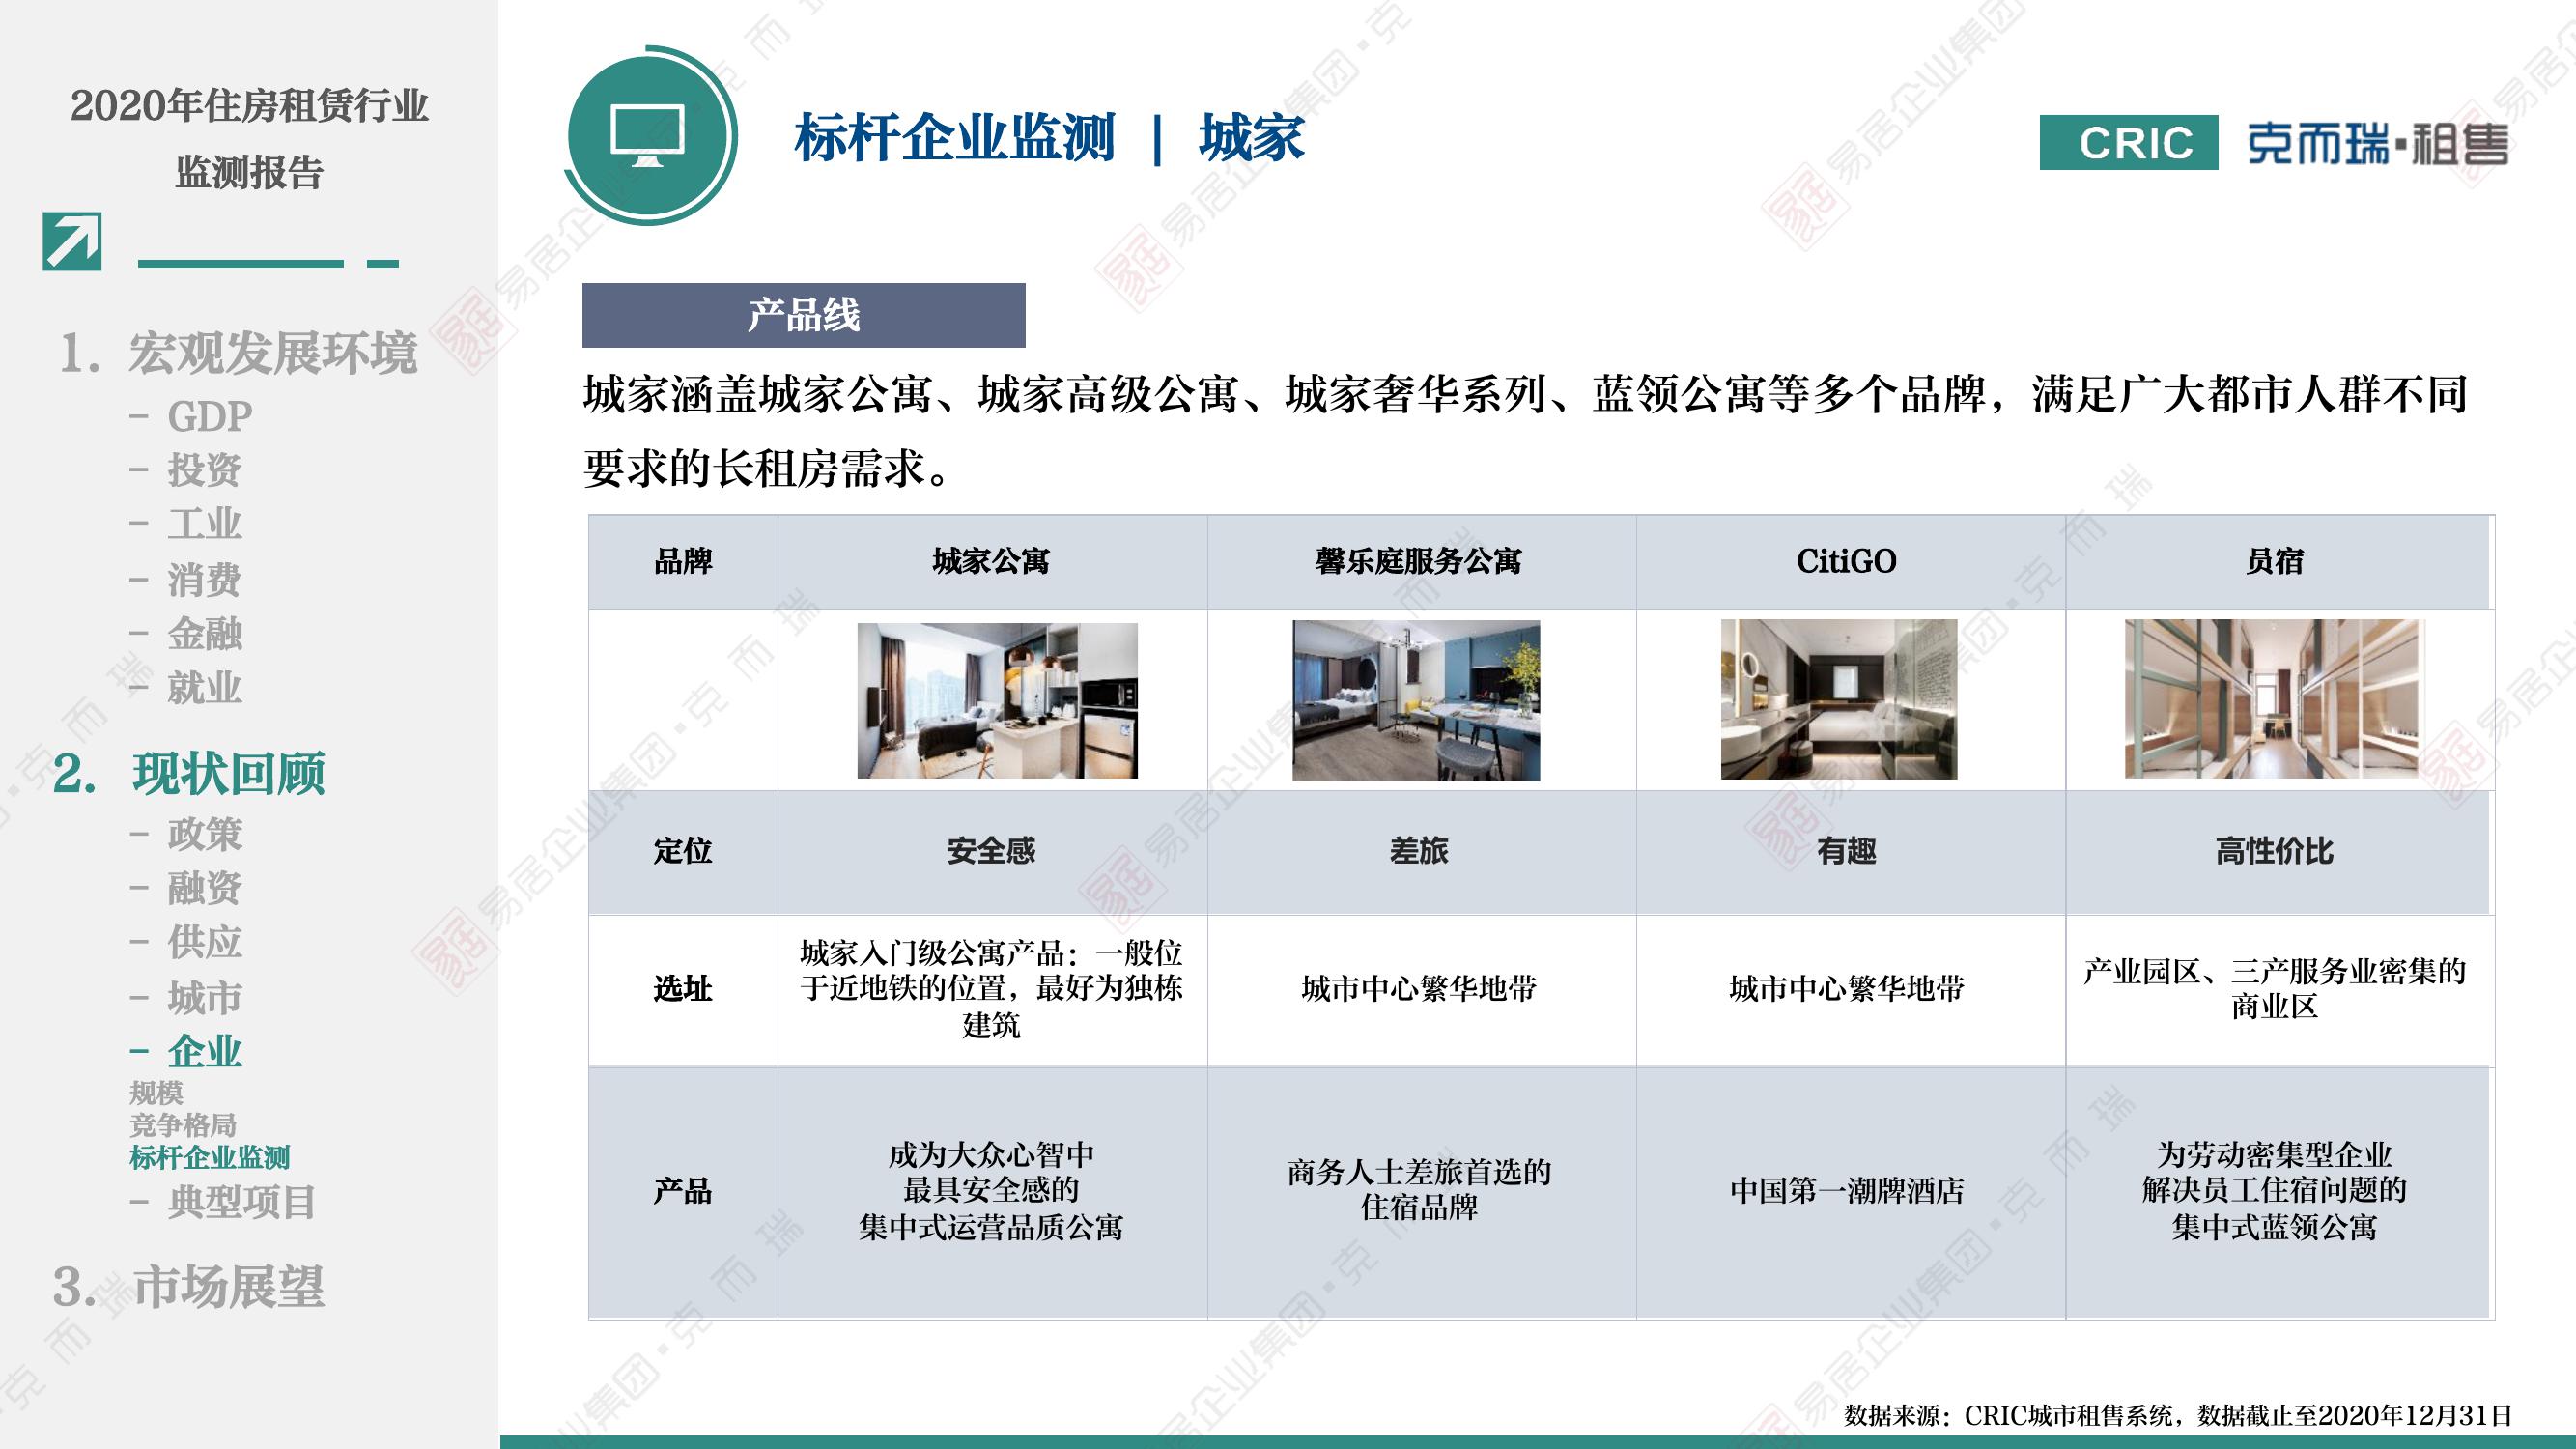 2020年住房租赁行业
监测报告
1. 宏观发展环境
– GDP
– 投资
– 工业
– 消费
– 金融
– 就业
2. 现状回顾
– 政策
– 融资
– 供应
– 城市
– 企业
规模
竞争格局
标杆企业监测
– 典型项目
3. 市场展望
标杆企业监测 | 城家
CRIC 克而瑞·租售
产品线
城家涵盖城家公寓、城家高级公寓、城家奢华系列、蓝领公寓等多个品牌，满足广大都市人群不同
要求的长租房需求。
品牌 城家公寓 馨乐庭服务公寓 CitiGO 员宿
定位 安全感 差旅 有趣 高性价比
选址
城家入门级公寓产品：一般位
于近地铁的位置，最好为独栋
建筑
城市中心繁华地带
城市中心繁华地带
产业园区、三产服务业密集的
商业区
产品
成为大众心智中
最具安全感的
集中式运营品质公寓
商务人士差旅首选的
住宿品牌
中国第一潮牌酒店
为劳动密集型企业
解决员工住宿问题的
集中式蓝领公寓
数据来源：CRIC城市租售系统，数据截止至2020年12月31日
易居企业集团·克而瑞